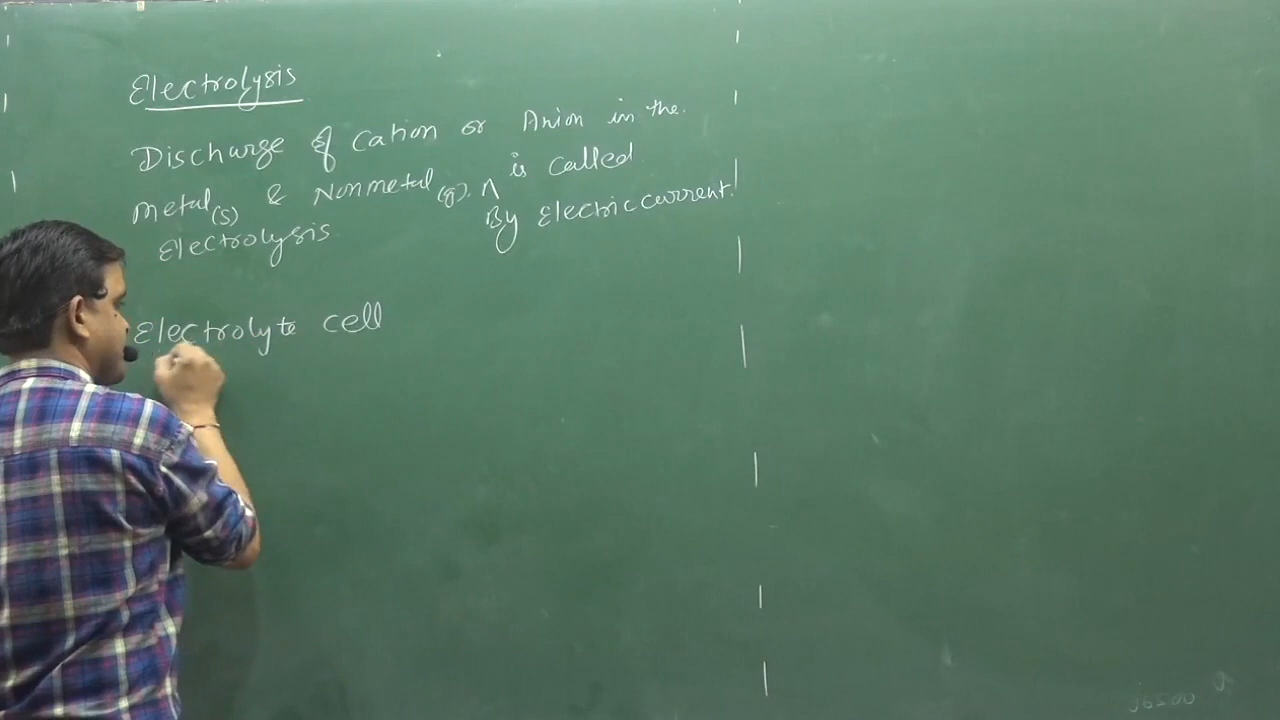 Electrolysis
Discharge of Cation or Anion in the
Metal(s) & Nonmetal(g). ∧ is called
By Electric current.
Electrolysis
Electrolyte cell